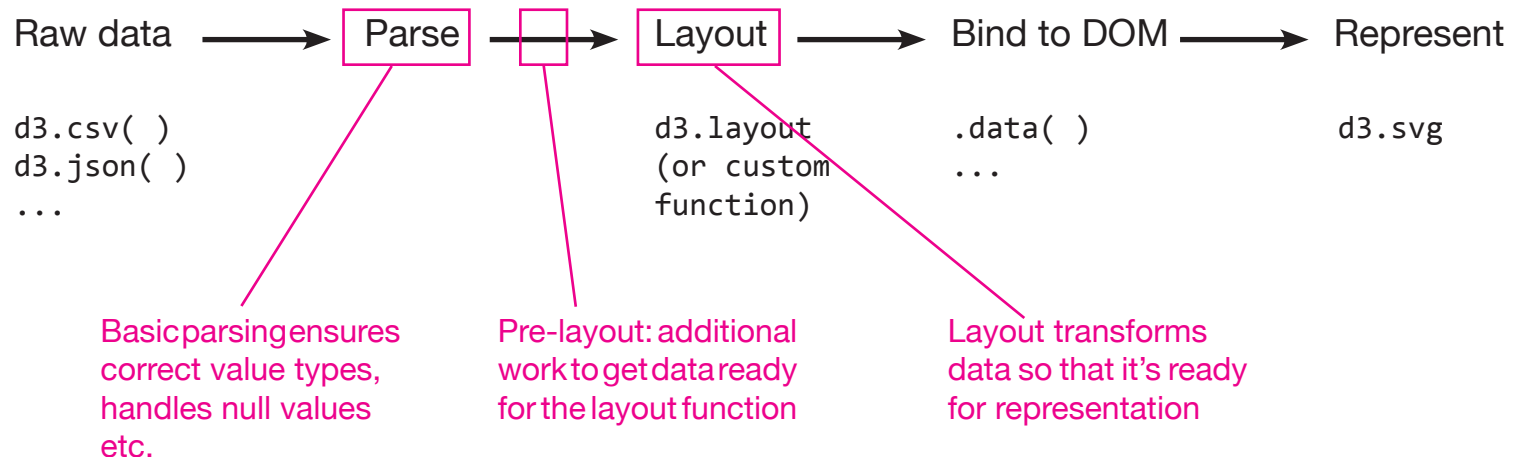 Raw data Parse Layout Bind to DOM Represent
d3.csv( )
d3.json( )
...
d3.layout
(or custom
function)
.data( )
...
d3.svg
Basic parsing ensures
correct value types,
handles null values
etc.
Pre-layout: additional
work to get data ready
for the layout function
Layout transforms
data so that it's ready
for representation